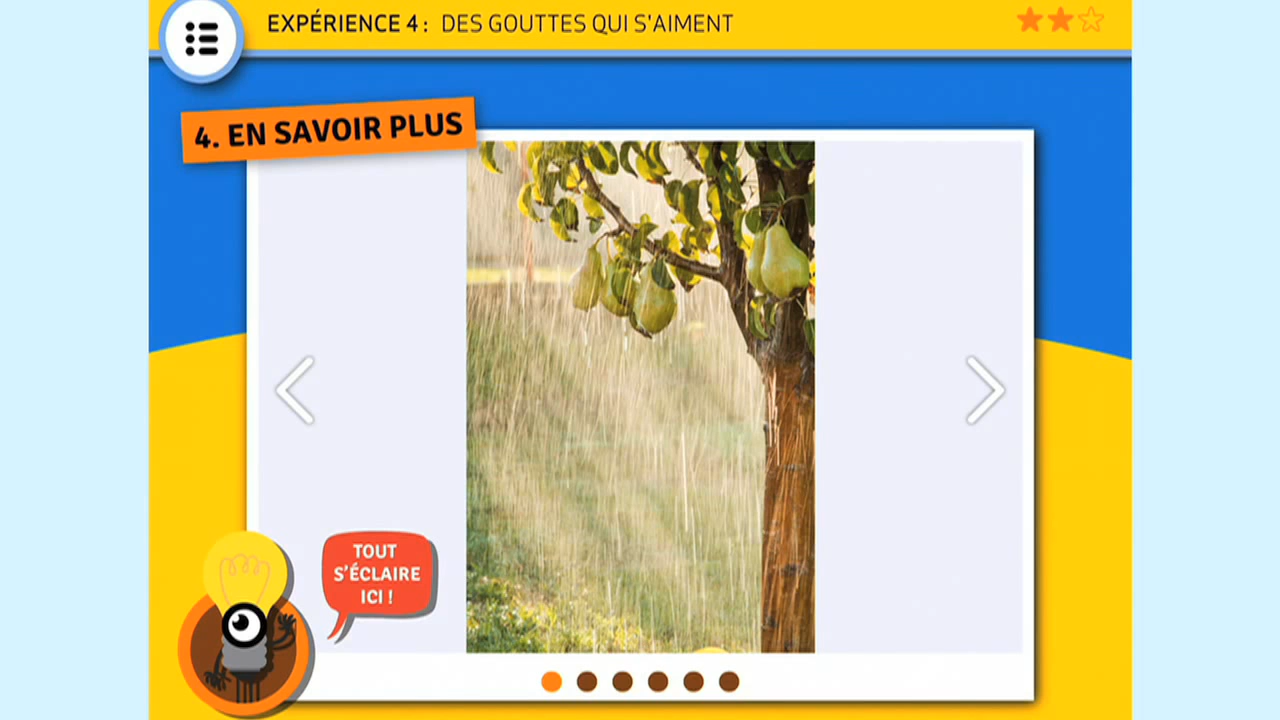 EXPÉRIENCE 4 : DES GOUTTES QUI S'AIMENT
4. EN SAVOIR PLUS
TOUT
S'ÉCLAIRE
ICI !